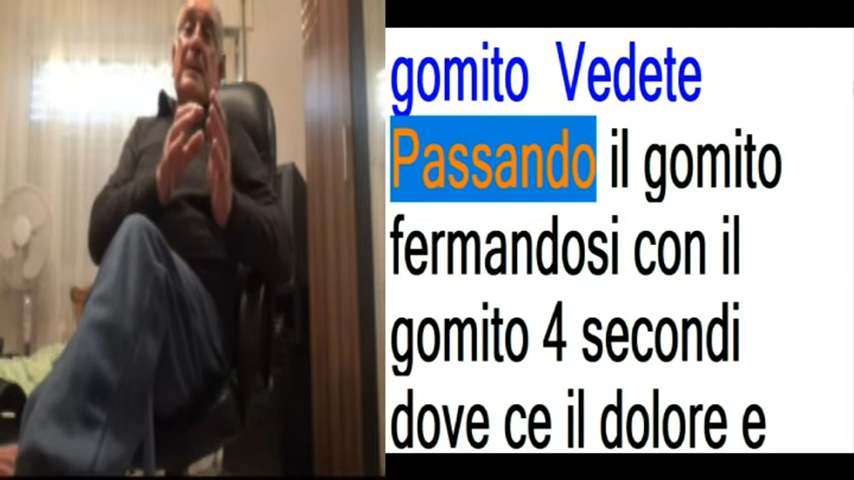 gomito Vedete
Passando il gomito
fermandosi con il
gomito 4 secondi
dove ce il dolore e